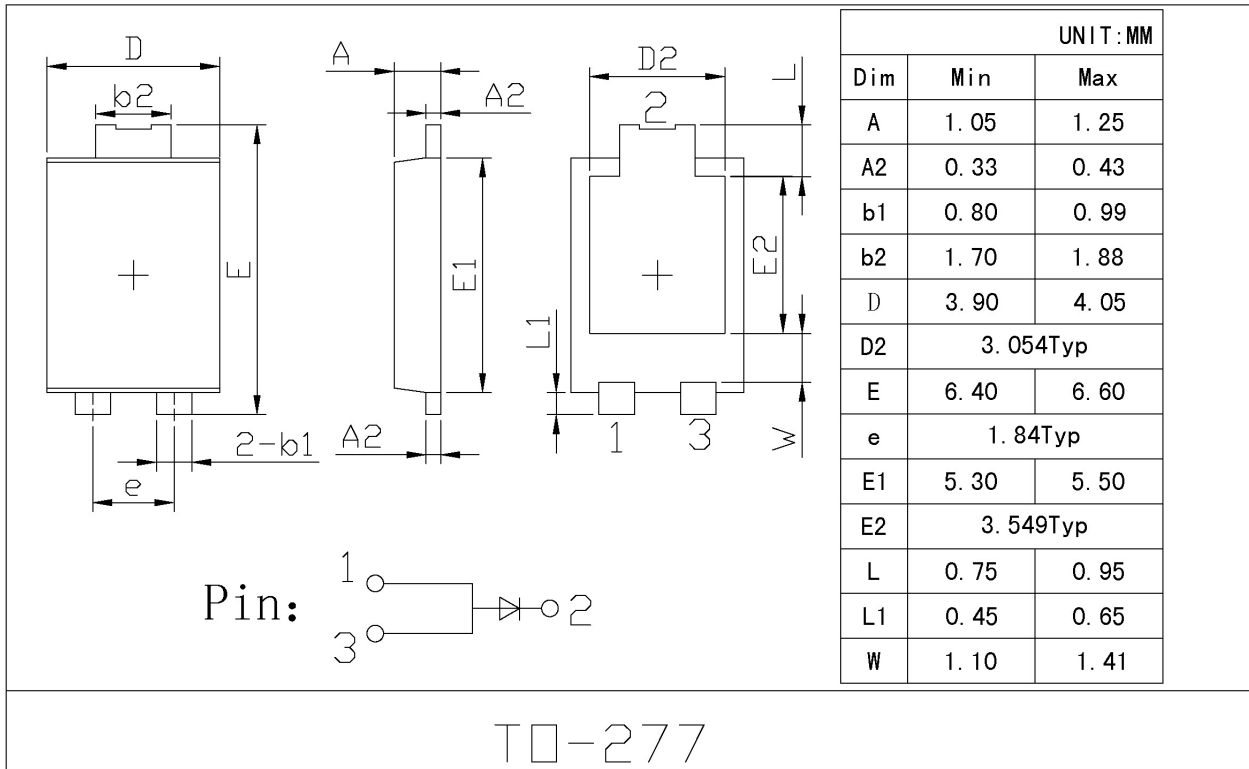 D
b2
E
2-b1
e
A
A2
E1
A2
D2
L
2
E2
L1
W
1
3
UNIT:MM
Dim Min Max
A 1.05 1.25
A2 0.33 0.43
b1 0.80 0.99
b2 1.70 1.88
D 3.90 4.05
D2 3.054Typ
E 6.40 6.60
e 1.84Typ
E1 5.30 5.50
E2 3.549Typ
L 0.75 0.95
L1 0.45 0.65
W 1.10 1.41
Pin:
1
3
2
TO-277